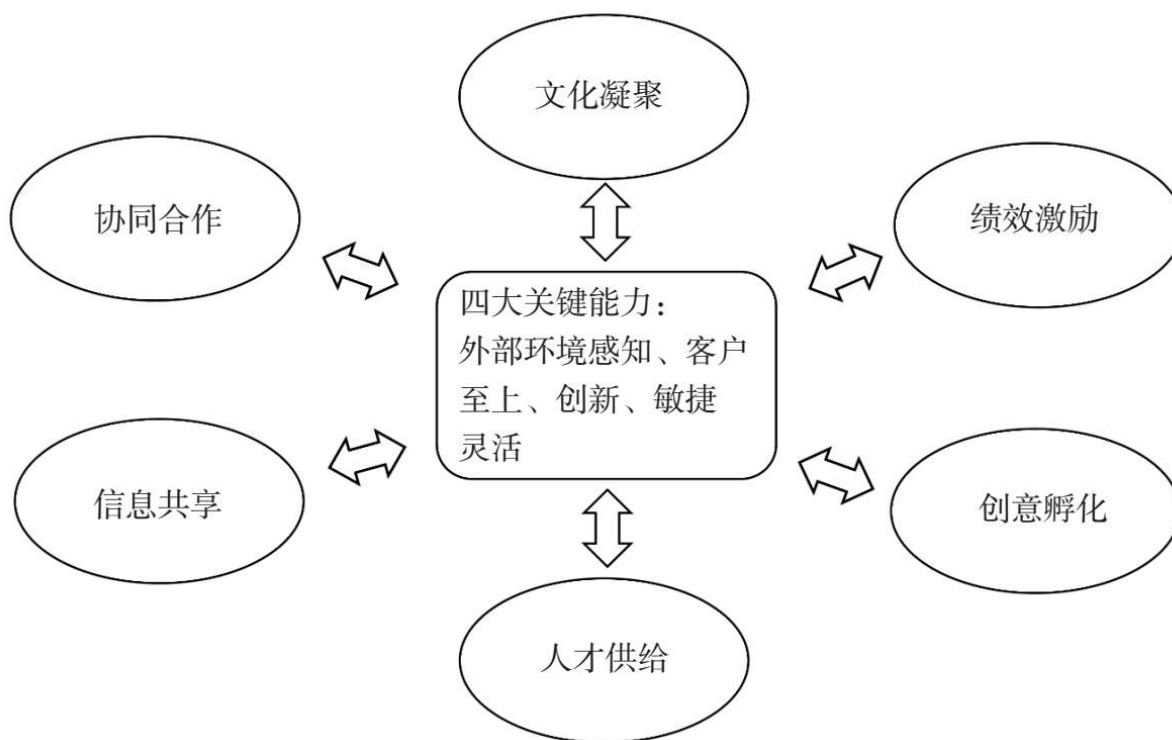 文化凝聚
协同合作
绩效激励
四大关键能力：
外部环境感知、客户
至上、创新、敏捷
灵活
信息共享
创意孵化
人才供给